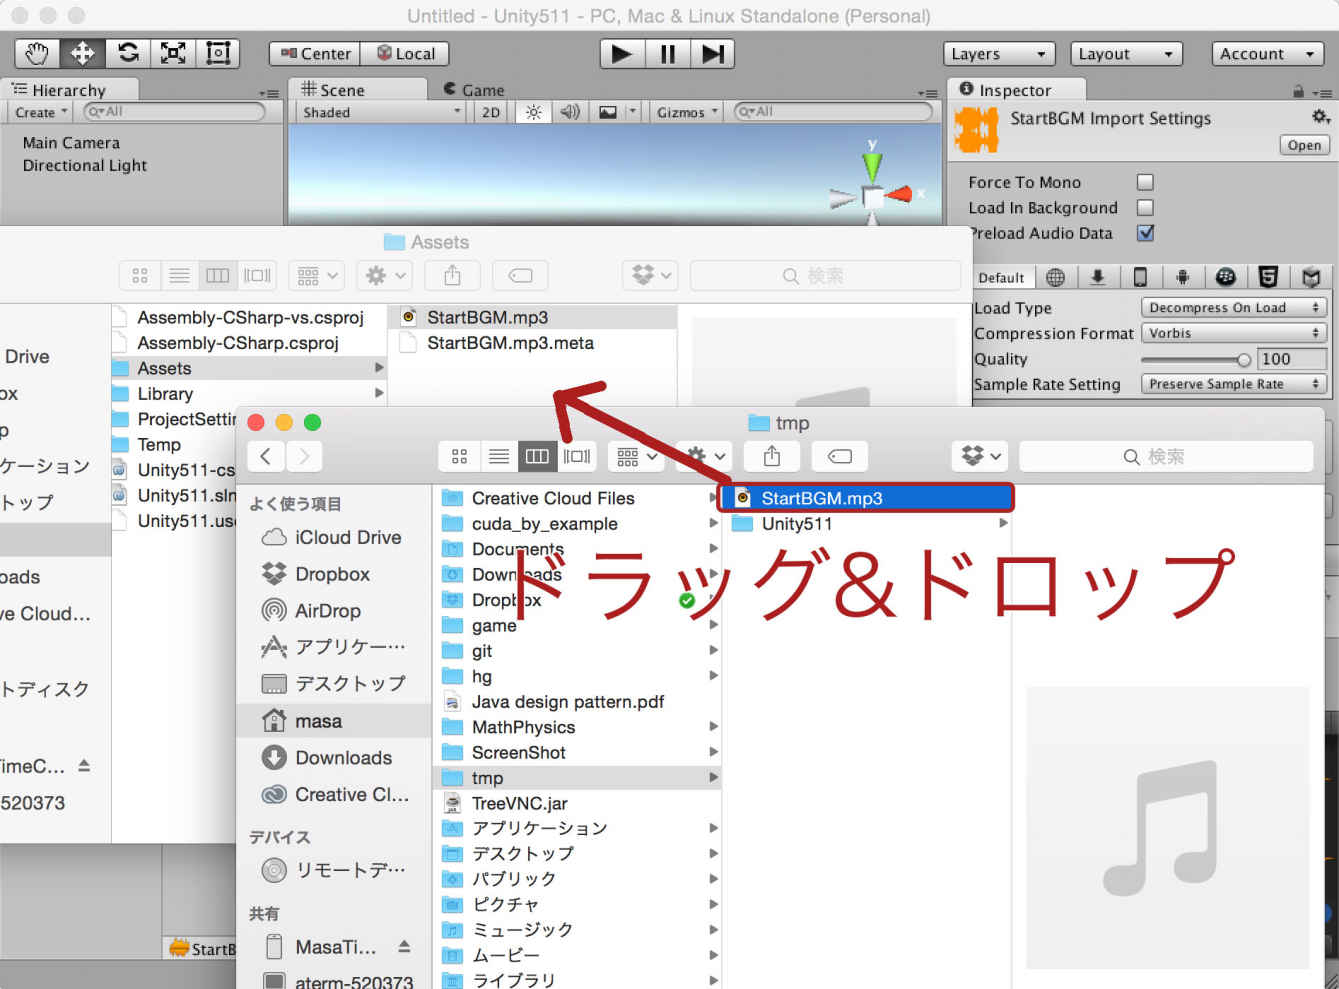 Untitled - Unity511 - PC, Mac & Linux Standalone (Personal)
Center
Local
Layers
Layout
Account
Hierarchy
Create
All
Main Camera
Directional Light
Scene
Game
Shaded
2D
Gizmos
All
y
x
Inspector
StartBGM Import Settings
Open
Force To Mono
Load In Background
Preload Audio Data
Default
Load Type
Decompress On Load
Compression Format
Vorbis
Quality
100
Sample Rate Setting
Preserve Sample Rate
Assets
検索
Drive
ox
p
ケーション
トップ
oads
ve Cloud...
トディスク
TimeC...
520373
Assembly-CSharp-vs.csproj
Assembly-CSharp.csproj
Assets
Library
ProjectSettin
Temp
Unity511-cs
Unity511.sln
Unity511.use
StartBGM.mp3
StartBGM.mp3.meta
tmp
検索
よく使う項目
iCloud Drive
Dropbox
AirDrop
アプリケー…
デスクトップ
masa
Downloads
Creative Cl...
デバイス
リモートデ…
共有
MasaTi...
aterm-520373
Creative Cloud Files
cuda_by_example
Documents
Downloads
Dropbox
game
git
hg
Java design pattern.pdf
MathPhysics
ScreenShot
tmp
TreeVNC.jar
アプリケーション
デスクトップ
パブリック
ピクチャ
ミュージック
ムービー
ライブラリ
StartBGM.mp3
Unity511
ドラッグ&ドロップ
StartB